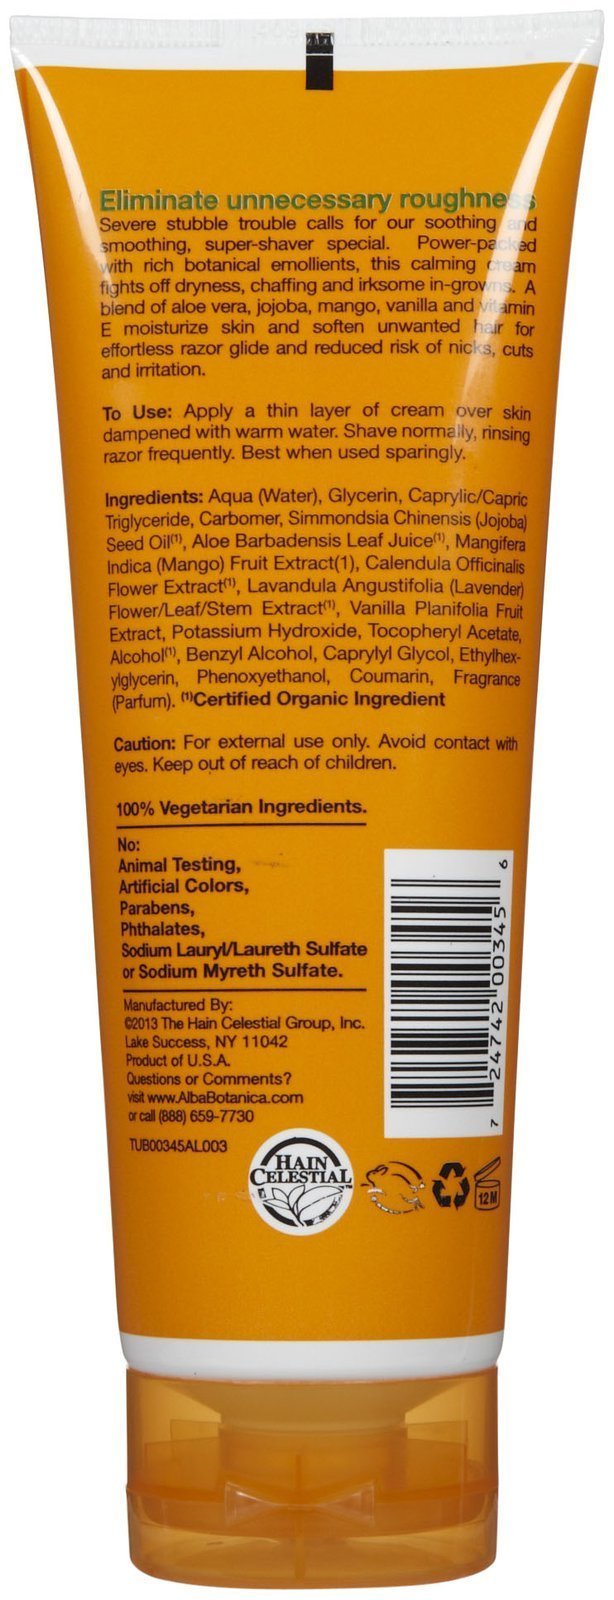 Eliminate unnecessary roughness
Severe stubble trouble calls for our soothing and
smoothing, super-shaver special. Power-packed
with rich botanical emollients, this calming cream
fights off dryness, chaffing and irksome in-growns. A
blend of aloe vera, jojoba, mango, vanilla and vitamin
E moisturize skin and soften unwanted hair for
effortless razor glide and reduced risk of nicks, cuts
and irritation.
To Use: Apply a thin layer of cream over skin
dampened with warm water. Shave normally, rinsing
razor frequently. Best when used sparingly.
Ingredients: Aqua (Water), Glycerin, Caprylic/Capric
Triglyceride, Carbomer, Simmondsia Chinensis (Jojoba)
Seed Oil⁽¹⁾, Aloe Barbadensis Leaf Juice⁽¹⁾, Mangifera
Indica (Mango) Fruit Extract(1), Calendula Officinalis
Flower Extract⁽¹⁾, Lavandula Angustifolia (Lavender)
Flower/Leaf/Stem Extract⁽¹⁾, Vanilla Planifolia Fruit
Extract, Potassium Hydroxide, Tocopheryl Acetate,
Alcohol⁽¹⁾, Benzyl Alcohol, Caprylyl Glycol, Ethylhex-
ylglycerin, Phenoxyethanol, Coumarin, Fragrance
(Parfum). ⁽¹⁾Certified Organic Ingredient
Caution: For external use only. Avoid contact with
eyes. Keep out of reach of children.
100% Vegetarian Ingredients.
No:
Animal Testing,
Artificial Colors,
Parabens,
Phthalates,
Sodium Lauryl/Laureth Sulfate
or Sodium Myreth Sulfate.
Manufactured By:
©2013 The Hain Celestial Group, Inc.
Lake Success, NY 11042
Product of U.S.A.
Questions or Comments?
visit www.AlbaBotanica.com
or call (888) 659-7730
TUB00345AL003
7 24742 00345 6
HAIN
CELESTIAL
12M